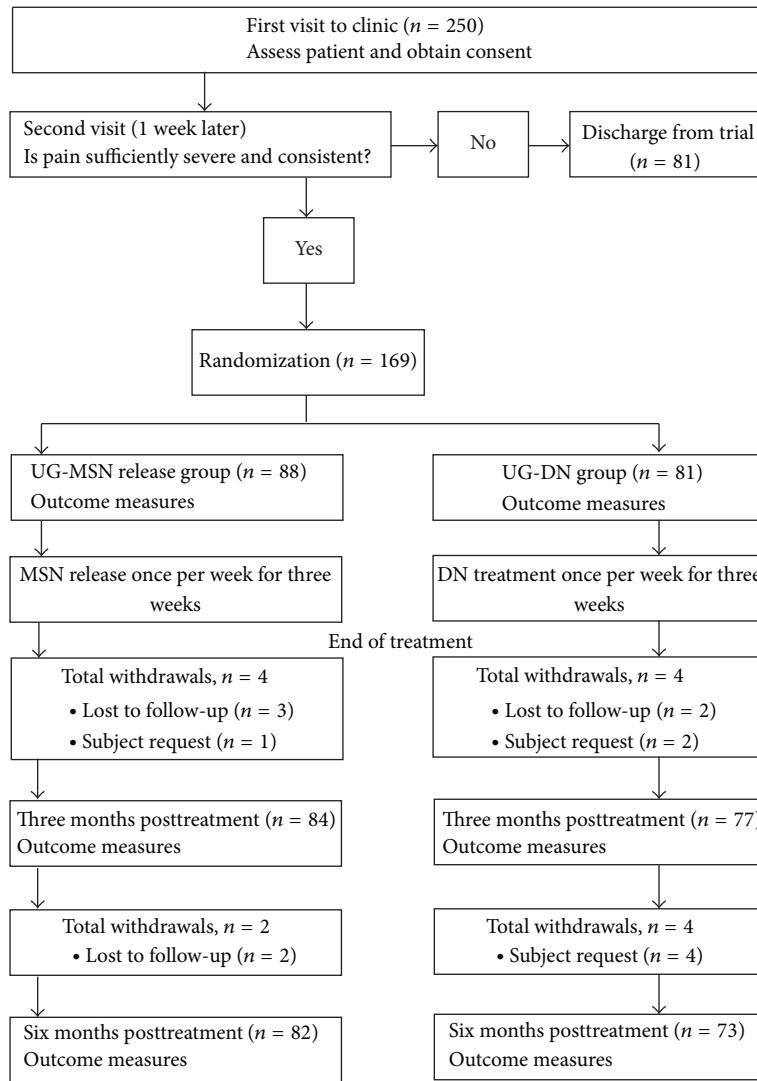 First visit to clinic (n = 250)
Assess patient and obtain consent
Second visit (1 week later)
Is pain sufficiently severe and consistent?
No
Discharge from trial
(n = 81)
Yes
Randomization (n = 169)
UG-MSN release group (n = 88)
Outcome measures
UG-DN group (n = 81)
Outcome measures
MSN release once per week for three
weeks
DN treatment once per week for three
weeks
End of treatment
Total withdrawals, n = 4
• Lost to follow-up (n = 3)
• Subject request (n = 1)
Total withdrawals, n = 4
• Lost to follow-up (n = 2)
• Subject request (n = 2)
Three months posttreatment (n = 84)
Outcome measures
Three months posttreatment (n = 77)
Outcome measures
Total withdrawals, n = 2
• Lost to follow-up (n = 2)
Total withdrawals, n = 4
• Subject request (n = 4)
Six months posttreatment (n = 82)
Outcome measures
Six months posttreatment (n = 73)
Outcome measures